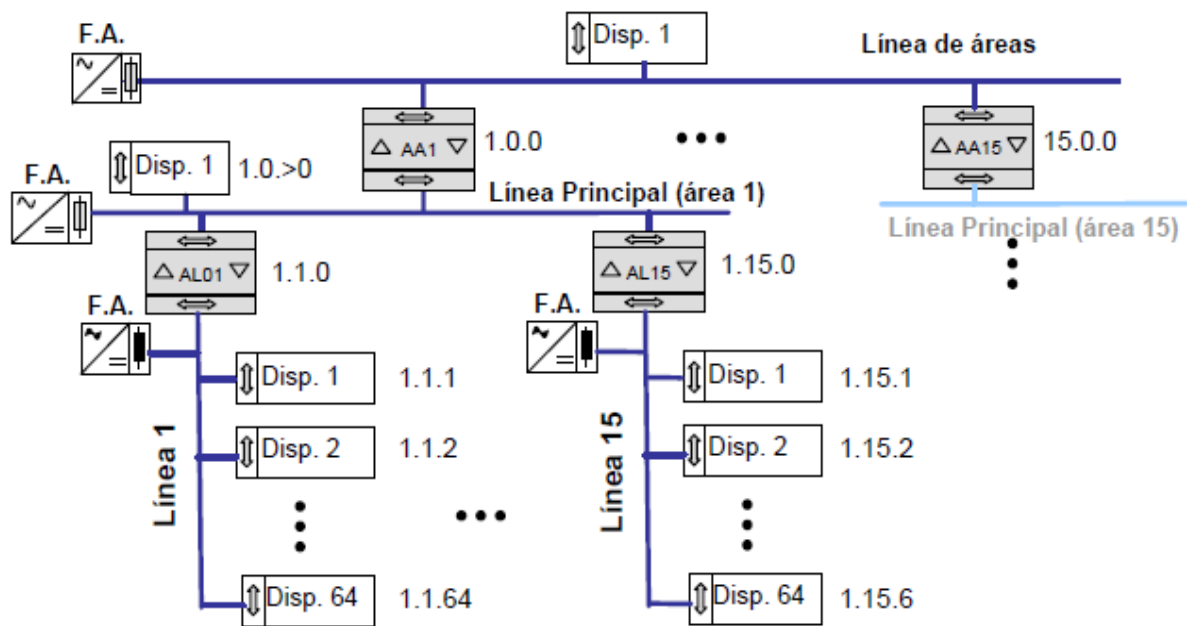 Disp. 1
F.A.
Línea de áreas
AA1
1.0.0
AA15
15.0.0
Disp. 1
1.0.>0
F.A.
Línea Principal (área 1)
Línea Principal (área 15)
AL01
1.1.0
AL15
1.15.0
F.A.
F.A.
Disp. 1
1.1.1
Disp. 1
1.15.1
Línea 1
Disp. 2
1.1.2
Línea 15
Disp. 2
1.15.2
Disp. 64
1.1.64
Disp. 64
1.15.6